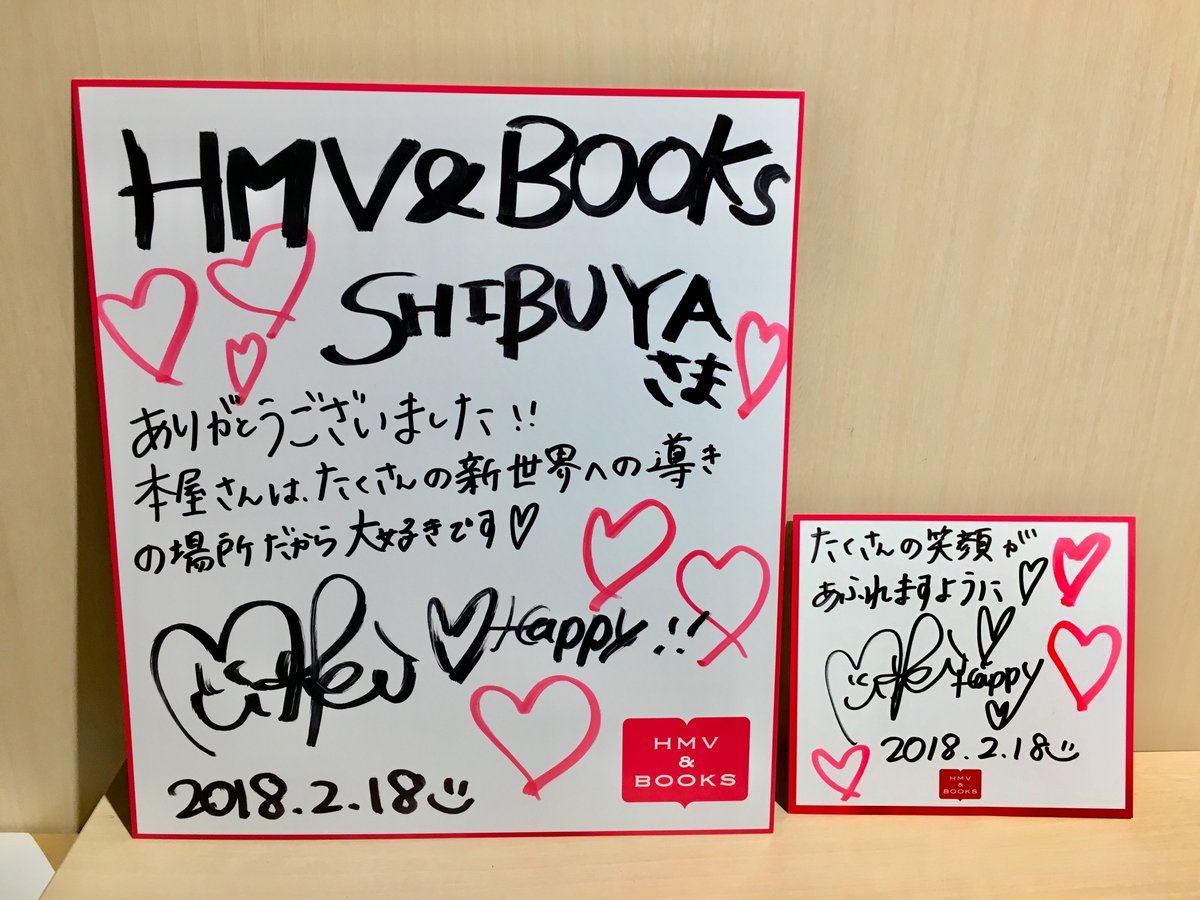 HMV&BOOKS
SHIBUYA
さま
ありがとうございました!!
本屋さんは、たくさんの新世界への導き
の場所だから大好きです♡
♡Happy!!
2018.2.18
HMV
&
BOOKS
たくさんの笑顔が
あふれますように♡
Happy
2018.2.18
HMV
&
BOOKS